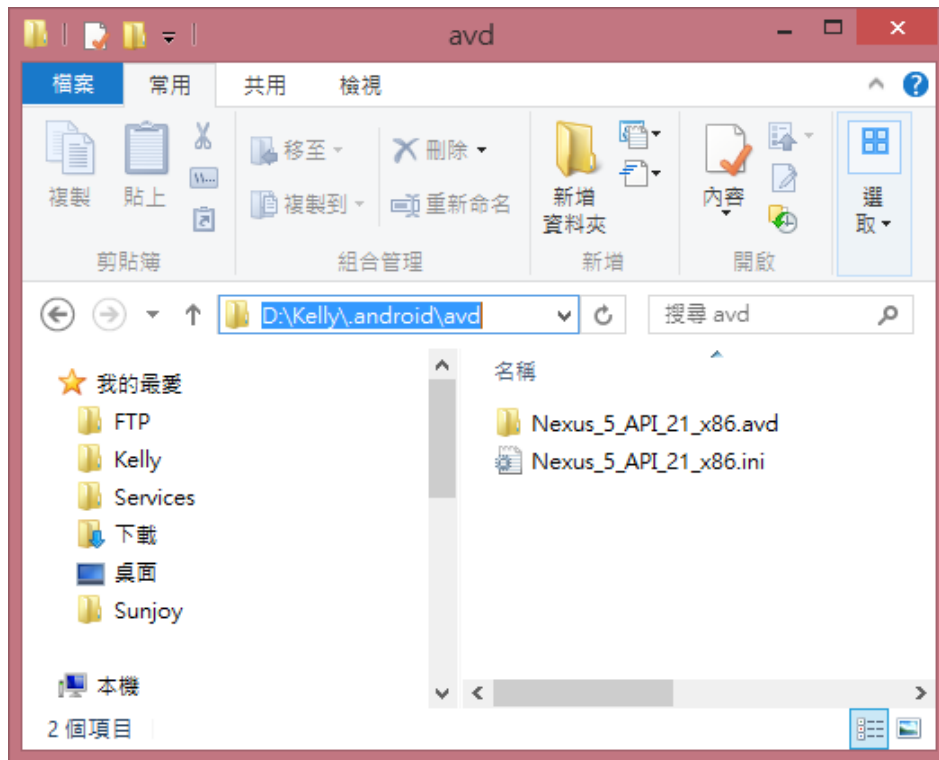 avd
檔案 常用 共用 檢視
複製 貼上 移至 刪除 新增資料夾 內容 選取
複製到 重新命名
剪貼簿 組合管理 新增 開啟
D:\Kelly\.android\avd 搜尋 avd
我的最愛
FTP
Kelly
Services
下載
桌面
Sunjoy
本機
名稱
Nexus_5_API_21_x86.avd
Nexus_5_API_21_x86.ini
2 個項目